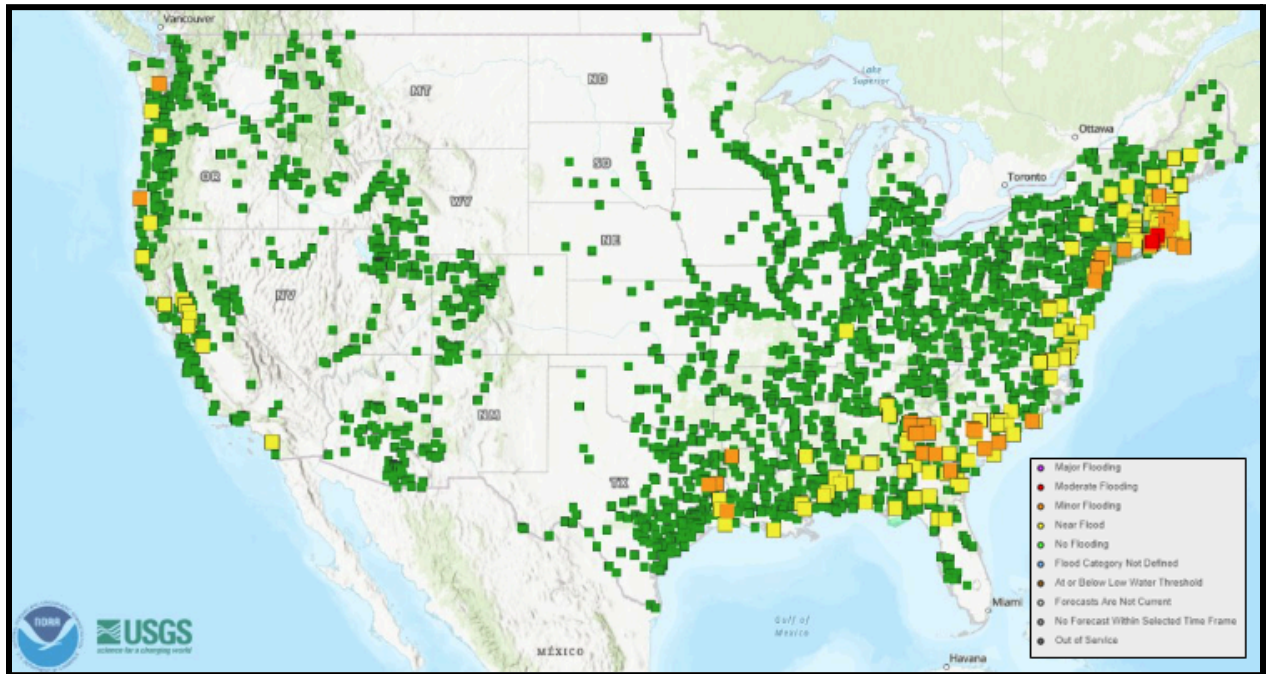 Vancouver
MT
ND
Lake
Superior
Ottawa
OR
SD
Toronto
WY
NE
NV
NM
TX
Major Flooding
Moderate Flooding
Minor Flooding
Near Flood
No Flooding
Flood Category Not Defined
At or Below Low Water Threshold
Forecasts Are Not Current
No Forecast Within Selected Time Frame
Out of Service
Miami
Gulf of
Mexico
NOAA
USGS
science for a changing world
MÉXICO
Havana